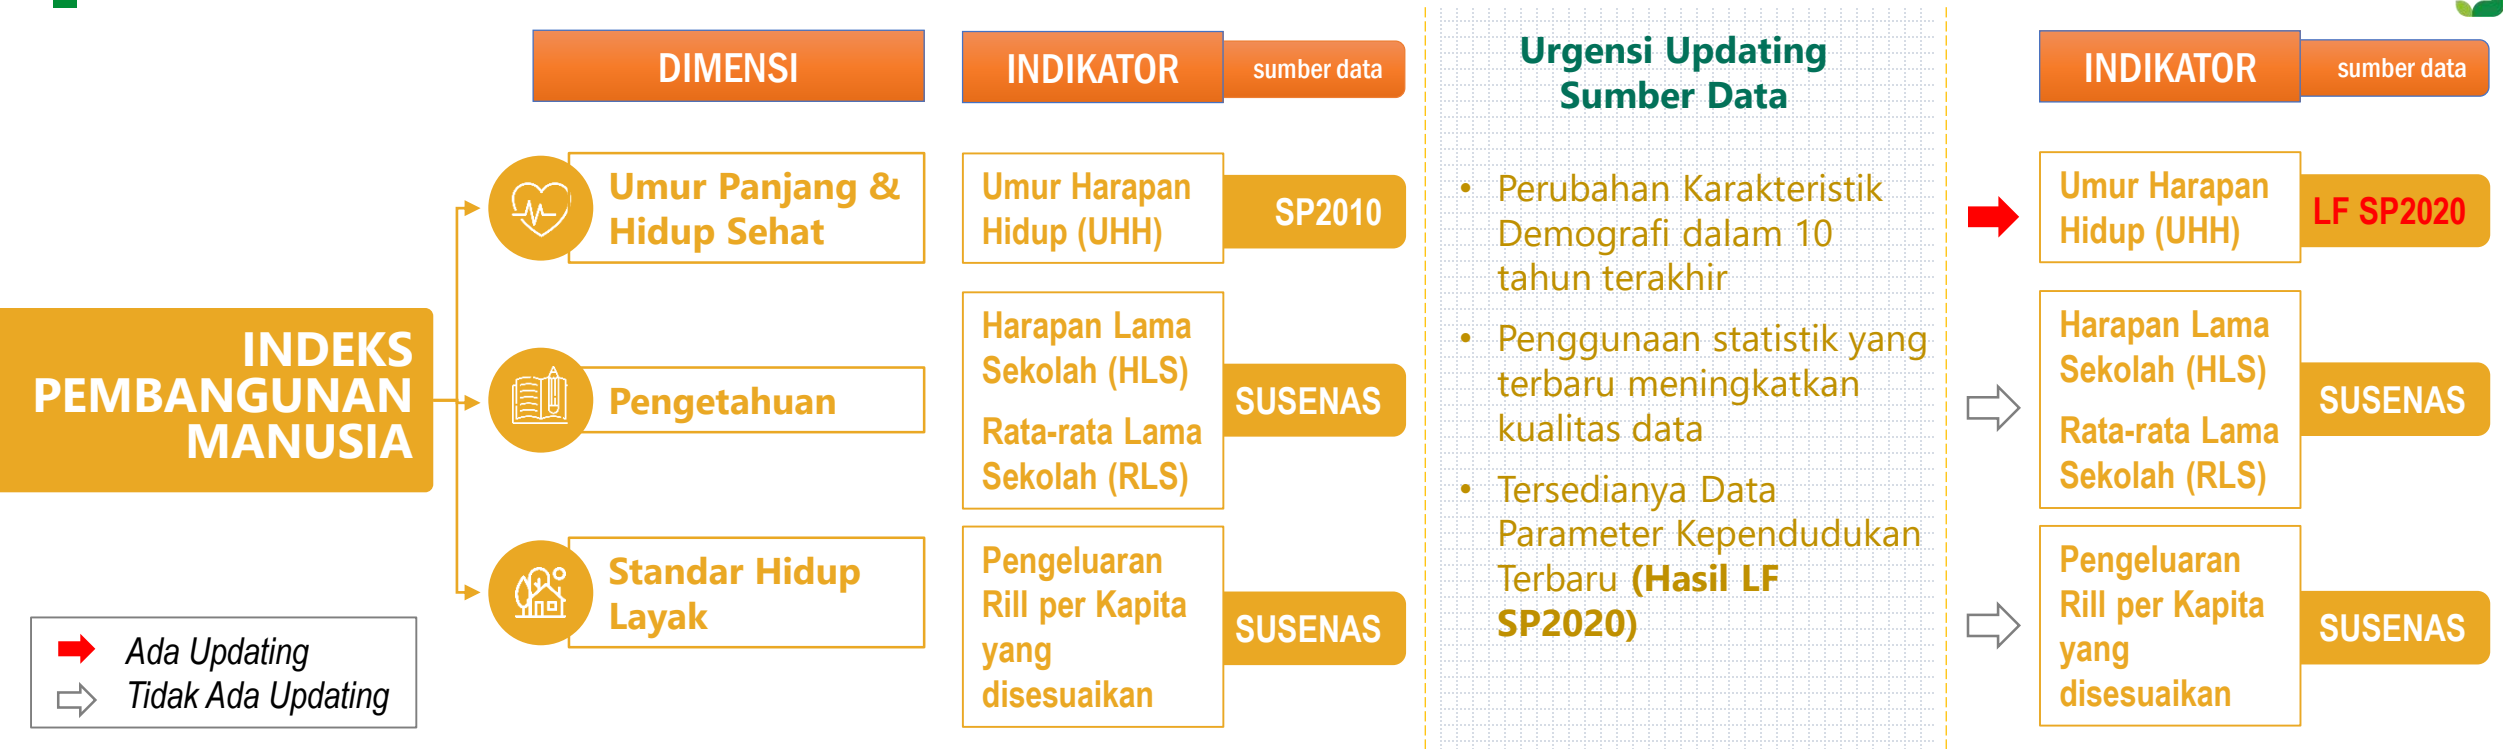 DIMENSI
INDIKATOR
sumber data
Urgensi Updating
Sumber Data
INDIKATOR
sumber data
INDEKS
PEMBANGUNAN
MANUSIA
Umur Panjang &
Hidup Sehat
Umur Harapan
Hidup (UHH)
SP2010
Pengetahuan
Harapan Lama
Sekolah (HLS)
Rata-rata Lama
Sekolah (RLS)
SUSENAS
Standar Hidup
Layak
Pengeluaran
Rill per Kapita
yang
disesuaikan
SUSENAS
• Perubahan Karakteristik
Demografi dalam 10
tahun terakhir
• Penggunaan statistik yang
terbaru meningkatkan
kualitas data
• Tersedianya Data
Parameter Kependudukan
Terbaru (Hasil LF
SP2020)
Umur Harapan
Hidup (UHH)
LF SP2020
Harapan Lama
Sekolah (HLS)
Rata-rata Lama
Sekolah (RLS)
SUSENAS
Pengeluaran
Rill per Kapita
yang
disesuaikan
SUSENAS
Ada Updating
Tidak Ada Updating